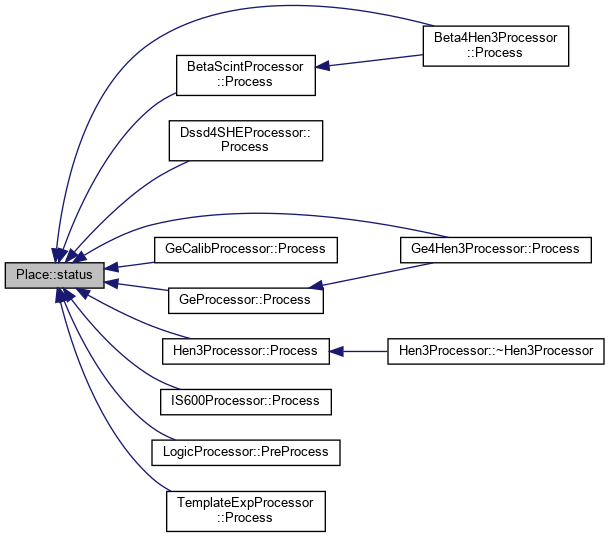 Beta4Hen3Processor
::Process
BetaScintProcessor
::Process
Dssd4SHEProcessor::
Process
GeCalibProcessor::Process
Ge4Hen3Processor::Process
Place::status
GeProcessor::Process
Hen3Processor::Process
Hen3Processor::~Hen3Processor
IS600Processor::Process
LogicProcessor::PreProcess
TemplateExpProcessor
::Process